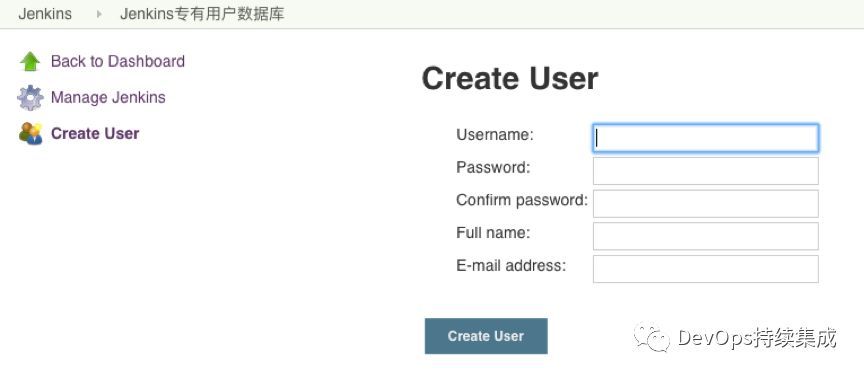 Jenkins Jenkins专有用户数据库
Back to Dashboard
Manage Jenkins
Create User
Create User
Username:
Password:
Confirm password:
Full name:
E-mail address:
Create User
DevOps持续集成